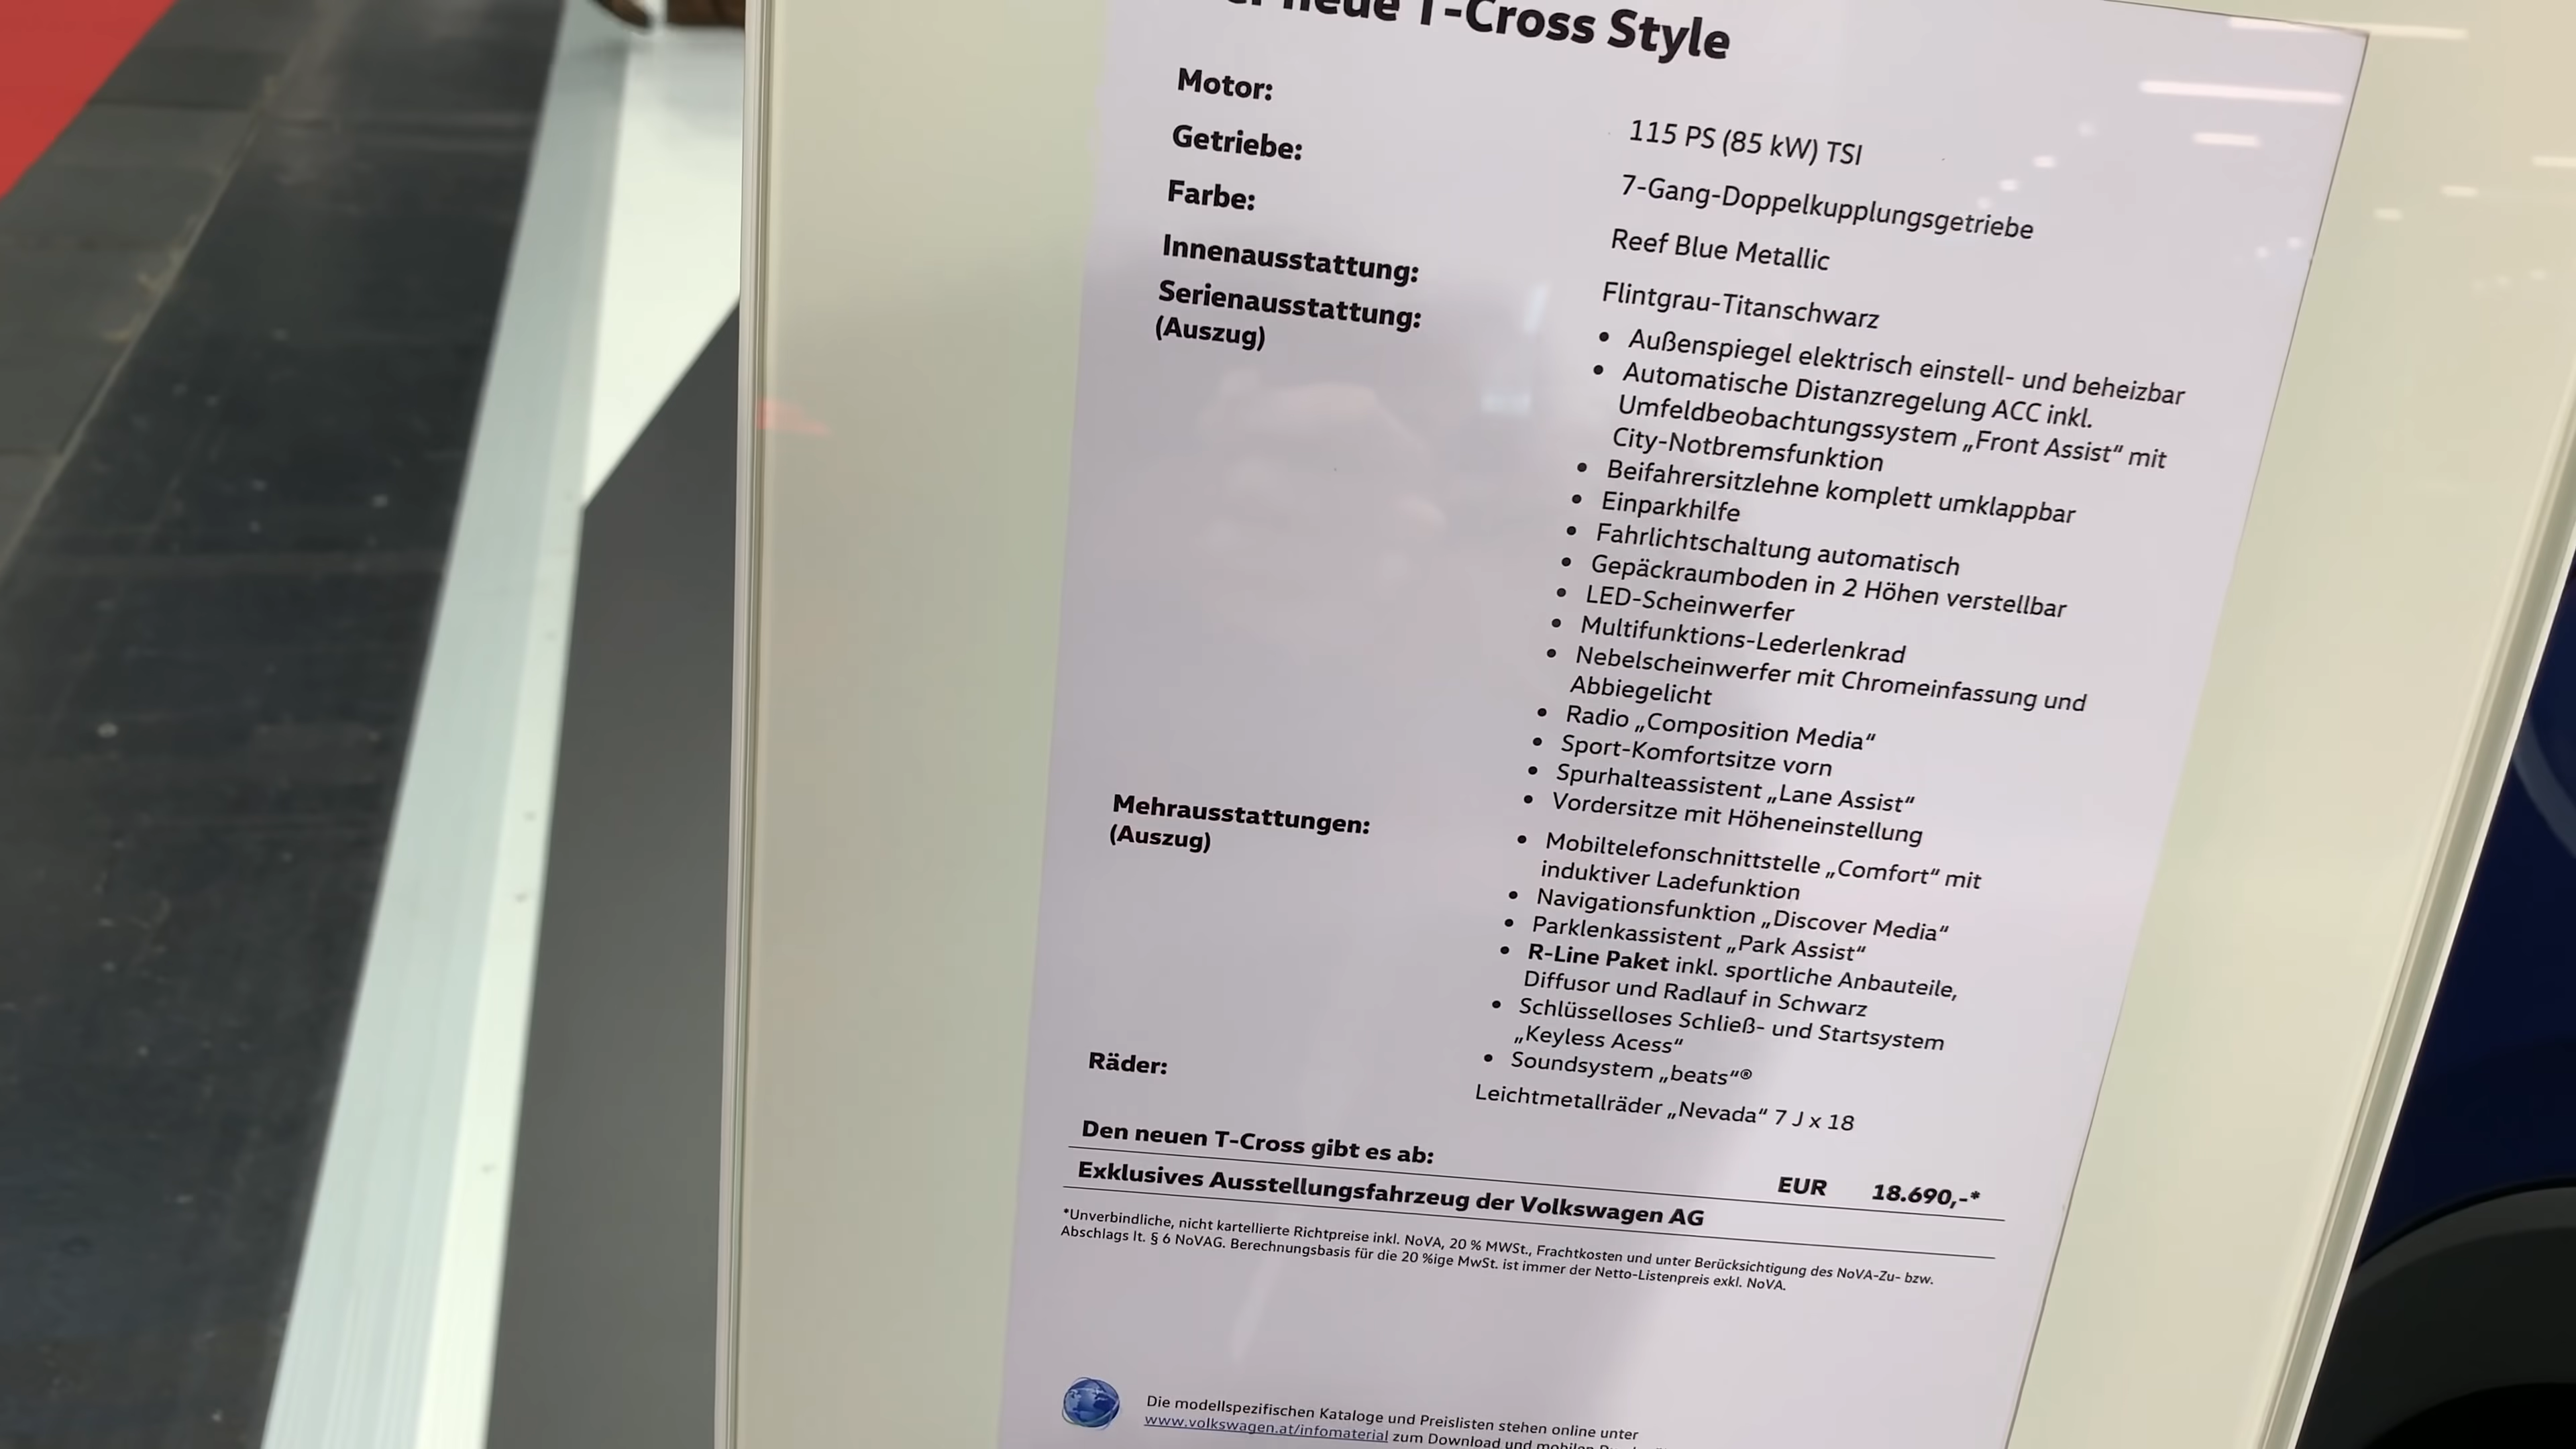 neue T-Cross Style
Motor:
115 PS (85 kW) TSI
Getriebe:
7-Gang-Doppelkupplungsgetriebe
Farbe:
Reef Blue Metallic
Innenausstattung:
Flintgrau-Titanschwarz
Serienausstattung:
(Auszug)
• Außenspiegel elektrisch einstell- und beheizbar
• Automatische Distanzregelung ACC inkl.
Umfeldbeobachtungssystem „Front Assist“ mit
City-Notbremsfunktion
• Beifahrersitzlehne komplett umklappbar
• Einparkhilfe
• Fahrlichtschaltung automatisch
• Gepäckraumboden in 2 Höhen verstellbar
• LED-Scheinwerfer
• Multifunktions-Lederlenkrad
• Nebelscheinwerfer mit Chromeinfassung und
Abbiegelicht
• Radio „Composition Media“
• Sport-Komfortsitze vorn
• Spurhalteassistent „Lane Assist“
• Vordersitze mit Höheneinstellung
Mehrausstattungen:
(Auszug)
• Mobiltelefonschnittstelle „Comfort“ mit
induktiver Ladefunktion
• Navigationsfunktion „Discover Media“
• Parklenkassistent „Park Assist“
• R-Line Paket inkl. sportliche Anbauteile,
Diffusor und Radlauf in Schwarz
• Schlüsselloses Schließ- und Startsystem
„Keyless Acess“
• Soundsystem „beats“®
Räder:
Leichtmetallräder „Nevada“ 7 J x 18
Den neuen T-Cross gibt es ab: EUR 18.690,-*
Exklusives Ausstellungsfahrzeug der Volkswagen AG
*Unverbindliche, nicht kartellierte Richtpreise inkl. NoVA, 20 % MWSt., Frachtkosten und unter Berücksichtigung des NoVA-Zu- bzw.
Abschlags lt. § 6 NoVAG. Berechnungsbasis für die 20 %ige MwSt. ist immer der Netto-Listenpreis exkl. NoVA.
Die modellspezifischen Kataloge und Preislisten stehen online unter
www.volkswagen.at/infomaterial zum Download und mobilen